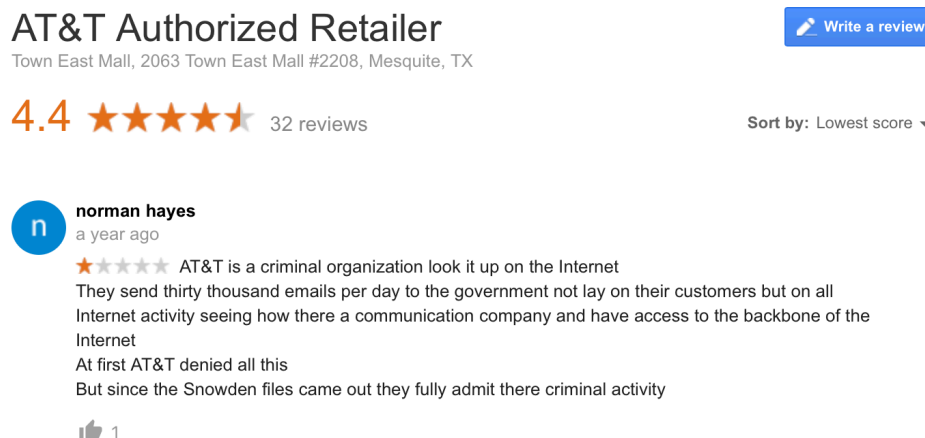 AT&T Authorized Retailer
Write a review
Town East Mall, 2063 Town East Mall #2208, Mesquite, TX
4.4 32 reviews
Sort by: Lowest score
n
norman hayes
a year ago
AT&T is a criminal organization look it up on the Internet
They send thirty thousand emails per day to the government not lay on their customers but on all
Internet activity seeing how there a communication company and have access to the backbone of the
Internet
At first AT&T denied all this
But since the Snowden files came out they fully admit there criminal activity
1